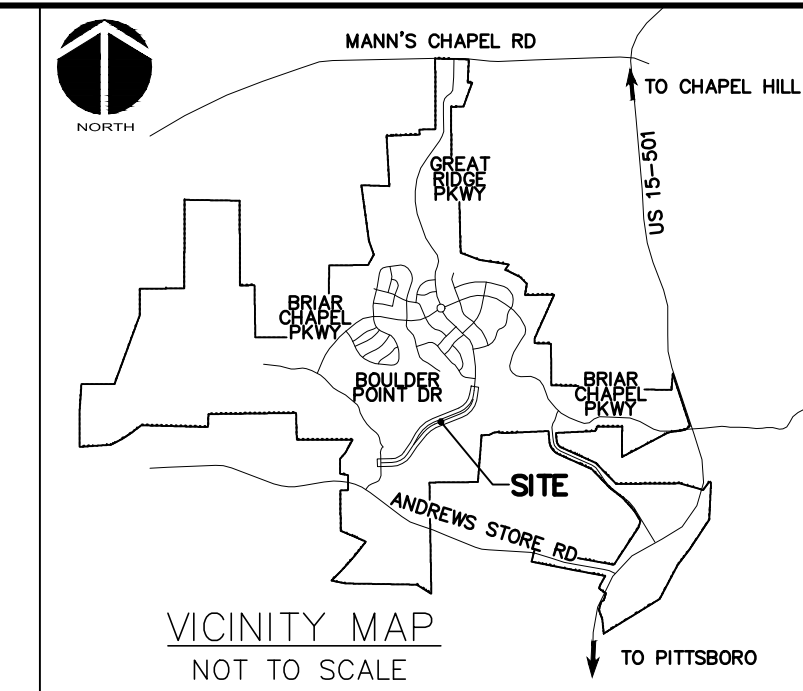 MANN'S CHAPEL RD
NORTH
TO CHAPEL HILL
US 15-501
GREAT
RIDGE
PKWY
BRIAR
CHAPEL
PKWY
BOULDER
POINT DR
BRIAR
CHAPEL
PKWY
SITE
ANDREWS STORE RD
VICINITY MAP
NOT TO SCALE
TO PITTSBORO